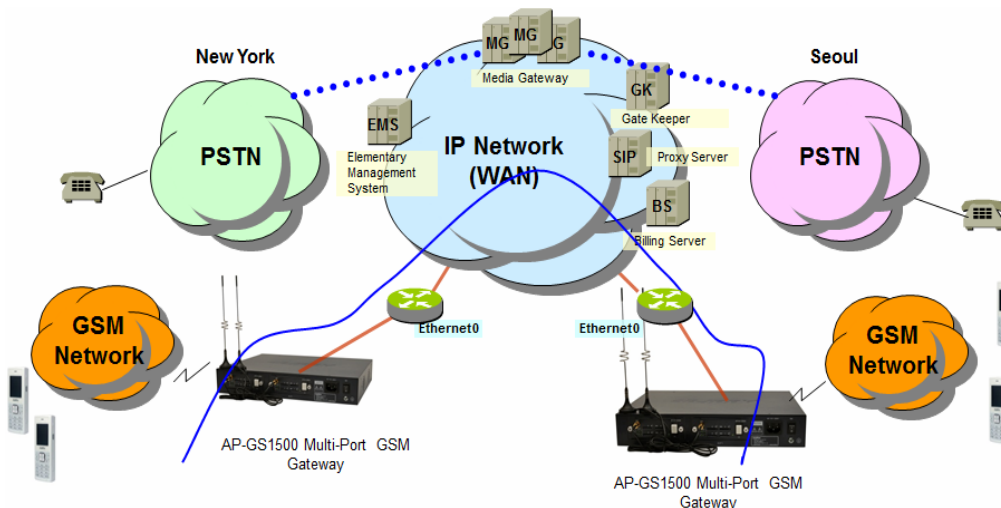 New York
MG
MG
G
Seoul
Media Gateway
GK
Gate Keeper
EMS
PSTN
IP Network
(WAN)
SIP
Proxy Server
PSTN
Elementary
Management
System
BS
Billing Server
GSM
Network
Ethernet0
Ethernet0
GSM
Network
AP-GS1500 Multi-Port GSM
Gateway
AP-GS1500 Multi-Port GSM
Gateway